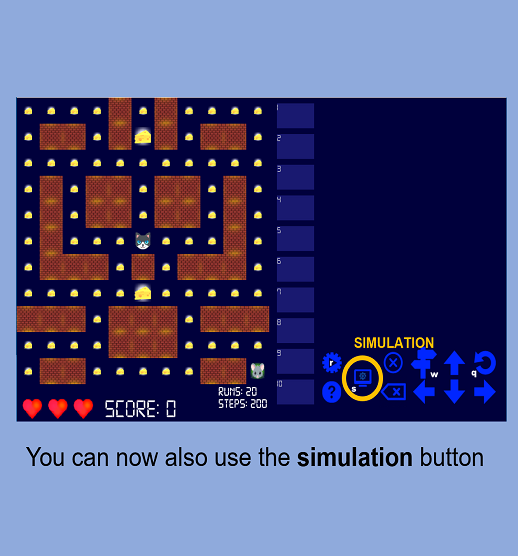 1
2
3
4
5
6
7
8
9
10
SIMULATION
r
s
w
q
?
RUNS: 20
STEPS: 200
SCORE: 0
You can now also use the simulation button